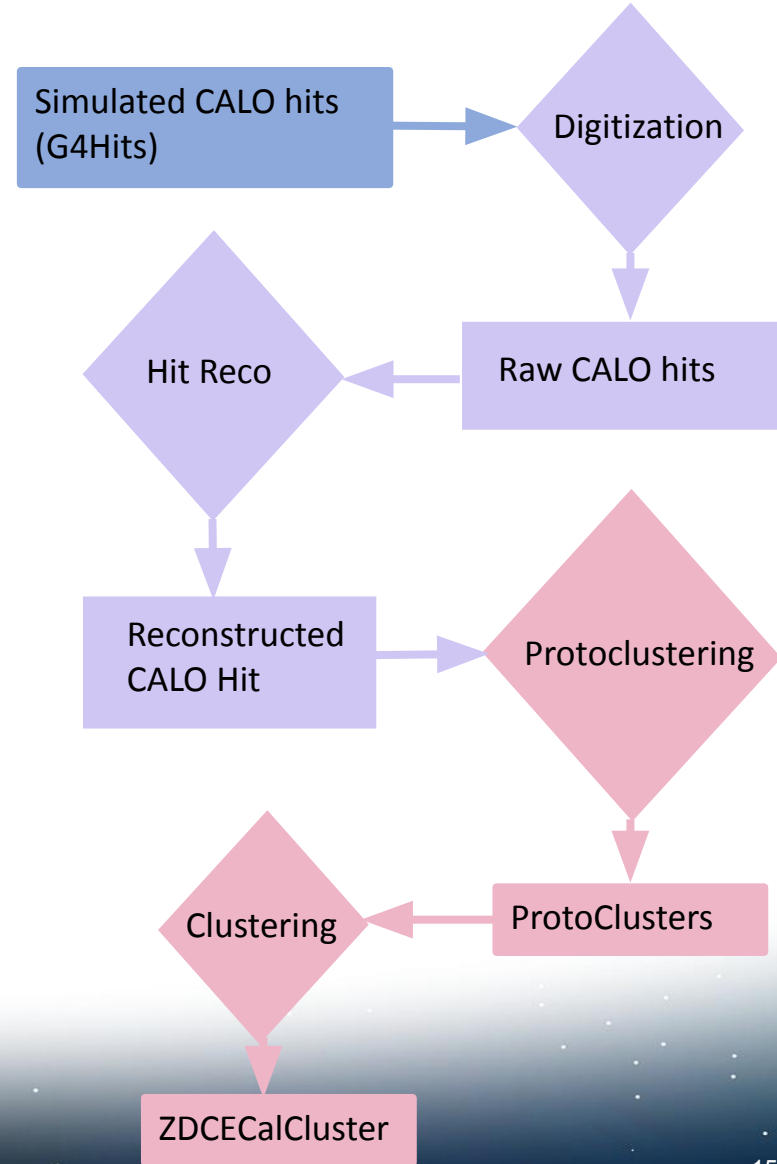 Simulated CALO hits
(G4Hits)
Digitization
Raw CALO hits
Hit Reco
Reconstructed
CALO Hit
Protoclustering
ProtoClusters
Clustering
ZDCECalCluster